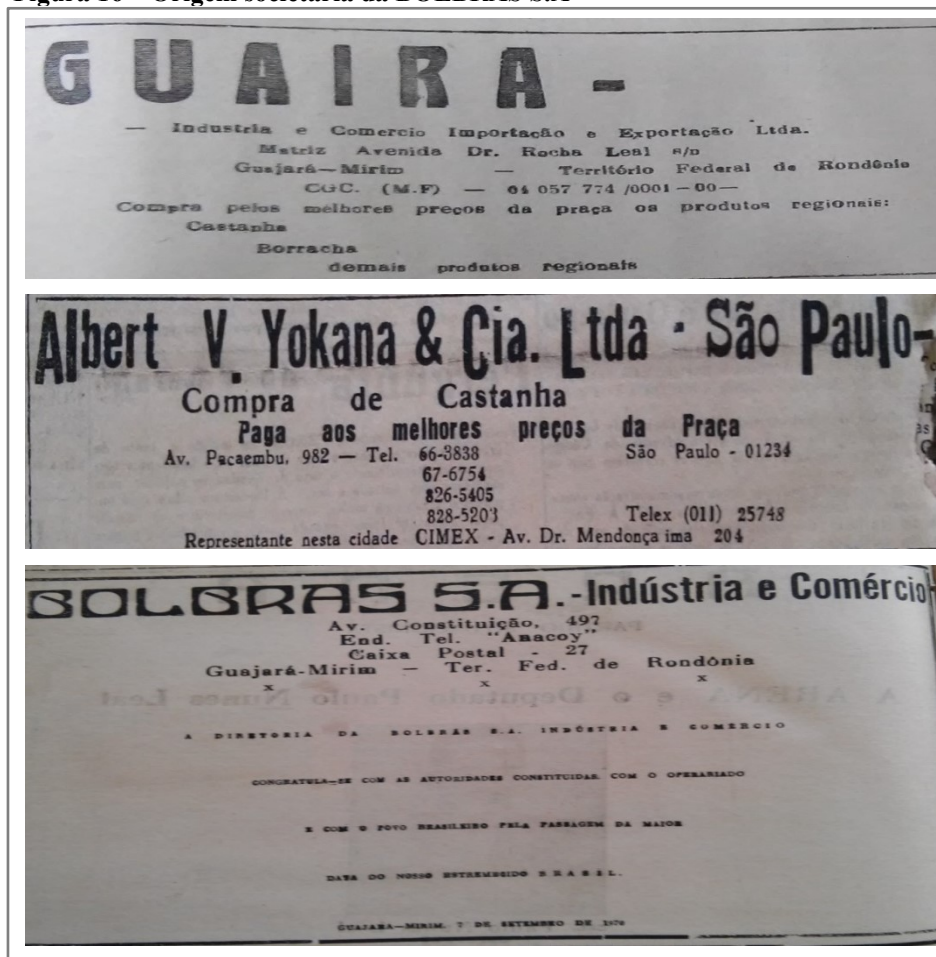 Figura 16 – Origem societária da BOLBRAS S.A
GUAIRA -
— Industria e Comercio Importação e Exportação Ltda.
Matriz Avenida Dr. Rocha Leal s/n
Guajará—Mirim — Território Federal de Rondônia
CGC. (M.F) — 04 057 774 /0001 — 00—
Compra pelos melhores preços da praça os produtos regionais:
Castanha
Borracha
demais produtos regionais
Albert V. Yokana & Cia. Ltda - São Paulo-
Compra de Castanha
Paga aos melhores preços da Praça
Av. Pacaembu, 982 — Tel. 66-3838 São Paulo - 01234
67-6754
826-5405
828-5203 Telex (011) 25748
Representante nesta cidade CIMEX - Av. Dr. Mendonça ima 204
BOLBRAS S.A.-Indústria e Comércio
Av. Constituição, 497
End. Tel. "Anacoy"
Caixa Postal - 27
Guajará-Mirim — Ter. Fed. de Rondônia
x x x
A DIRETORIA DA BOLBRÁS S.A. INDÚSTRIA E COMERCIO
CONGRATULA-SE COM AS AUTORIDADES CONSTITUIDAR COM O OPERARIADO
E COM O POVO BRASILEIRO PELA PASSAGEM DA MAIOR
DATA DO NOSSO ESTREMECIDO BRASIL.
GUAJARA—MIRIM, 7 DE SETEMBRO DE